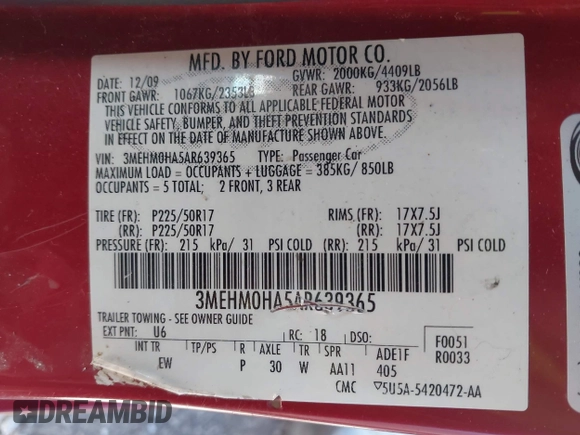 MFD. BY FORD MOTOR CO.
DATE: 12/09
GVWR: 2000KG/4409LB
FRONT GAWR: 1067KG/2353LB
REAR GAWR: 933KG/2056LB
THIS VEHICLE CONFORMS TO ALL APPLICABLE FEDERAL MOTOR
VEHICLE SAFETY, BUMPER, AND THEFT PREVENTION STANDARDS
IN EFFECT ON THE DATE OF MANUFACTURE SHOWN ABOVE.
VIN: 3MEHM0HA5AR639365 TYPE: Passenger Car
MAXIMUM LOAD = OCCUPANTS + LUGGAGE = 385KG/ 850LB
OCCUPANTS = 5 TOTAL; 2 FRONT, 3 REAR
TIRE (FR): P225/50R17 RIMS (FR): 17X7.5J
(RR): P225/50R17 (RR): 17X7.5J
PRESSURE (FR): 215 kPa/ 31 PSI COLD (RR): 215 kPa/ 31 PSI COLD
3MEHM0HA5AR639365
TRAILER TOWING - SEE OWNER GUIDE
EXT PNT: U6 RC: 18 DSO: F0051
R0033
INT TR TP/PS R AXLE TR SPR ADE1F
EW P 30 W AA11 405
CMC 5U5A-5420472-AA
DREAMBID